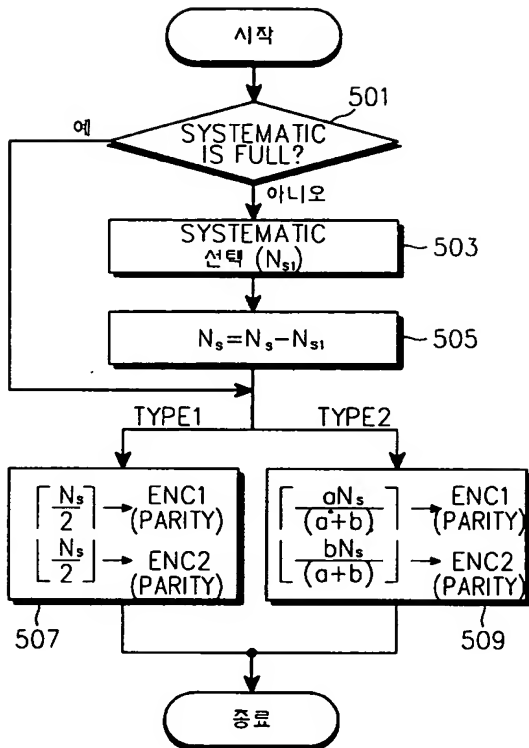 시작
501
예
SYSTEMATIC
IS FULL?
아니오
SYSTEMATIC
선택 (Ns1)
503
Ns=Ns-Ns1
505
TYPE1
TYPE2
⌈Ns/2⌉ → ENC1
(PARITY)
⌊Ns/2⌋ → ENC2
(PARITY)
507
⌈aNs/(a+b)⌉ → ENC1
(PARITY)
⌊bNs/(a+b)⌋ → ENC2
(PARITY)
509
종료